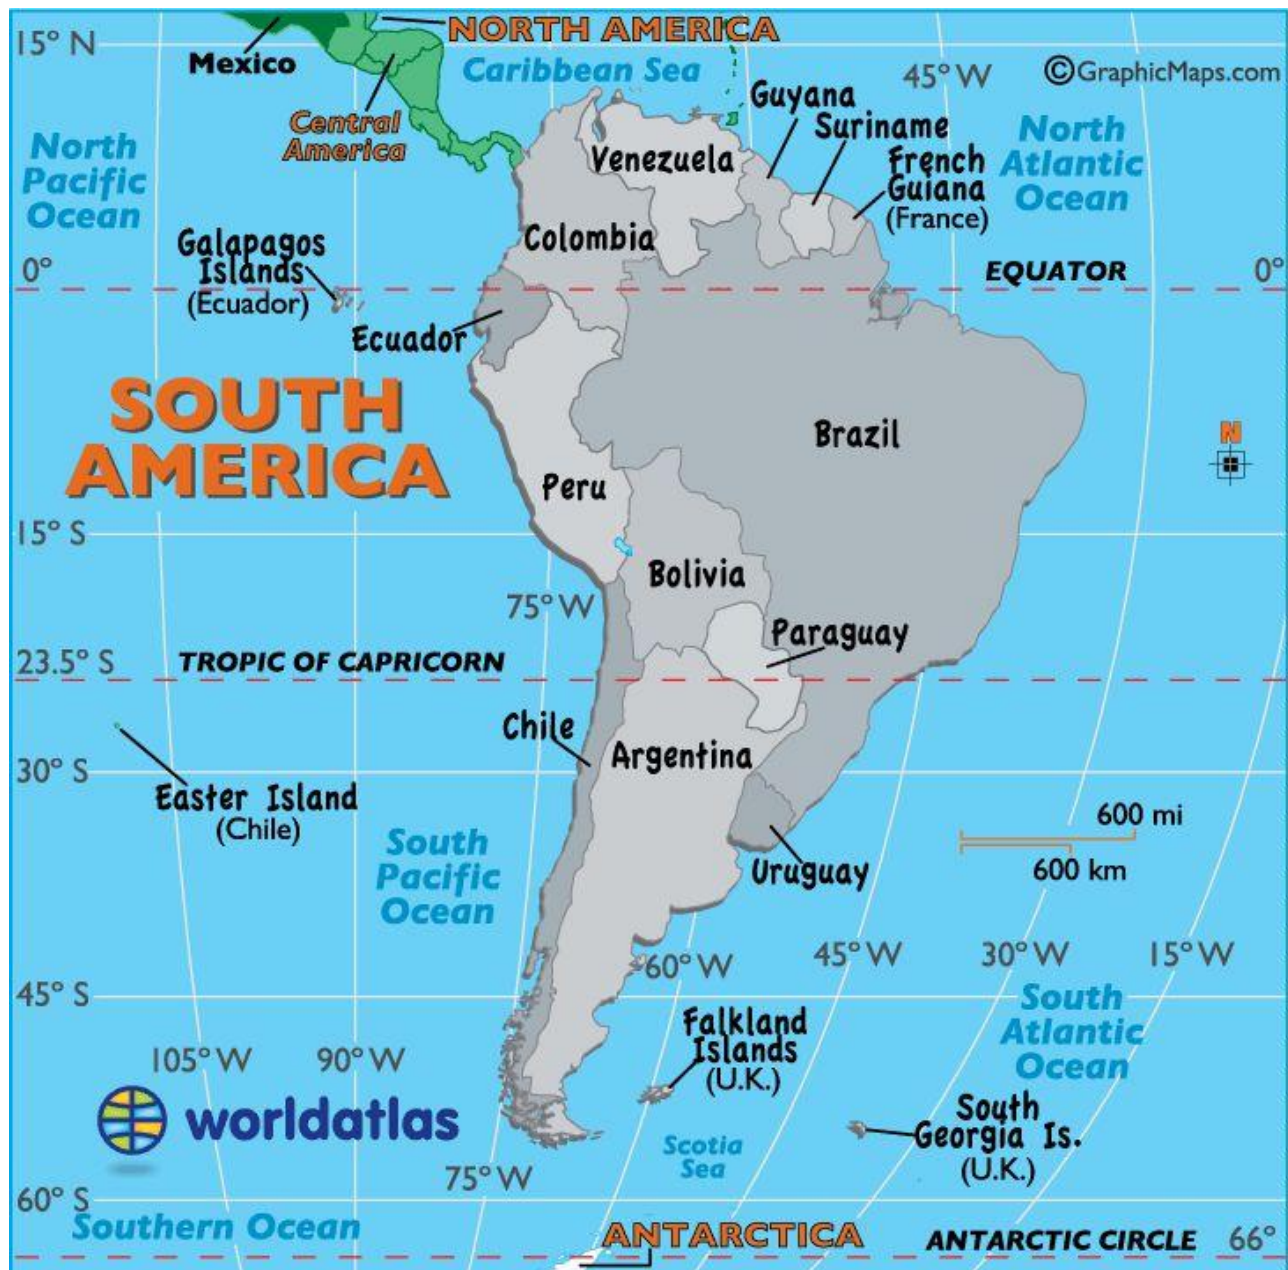 NORTH AMERICA
15° N
Mexico
Caribbean Sea
45° W
©GraphicMaps.com
Central
America
Guyana
Suriname
French
Guiana
(France)
North
Pacific
Ocean
North
Atlantic
Ocean
Venezuela
Colombia
Galapagos
Islands
(Ecuador)
0°
EQUATOR
0°
Ecuador
SOUTH
AMERICA
Brazil
N
Peru
15° S
Bolivia
75° W
Paraguay
23.5° S
TROPIC OF CAPRICORN
Chile
Argentina
30° S
Easter Island
(Chile)
600 mi
600 km
South
Pacific
Ocean
Uruguay
60° W
45° W
30° W
15° W
45° S
South
Atlantic
Ocean
Falkland
Islands
(U.K.)
105° W
90° W
worldatlas
South
Georgia Is.
(U.K.)
Scotia
Sea
75° W
60° S
Southern Ocean
ANTARCTICA
ANTARCTIC CIRCLE
66°